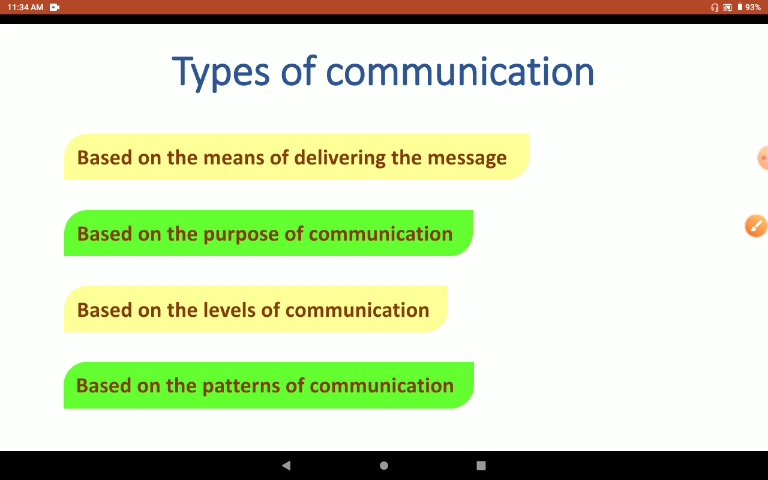 11:34 AM 93%
Types of communication
Based on the means of delivering the message
Based on the purpose of communication
Based on the levels of communication
Based on the patterns of communication